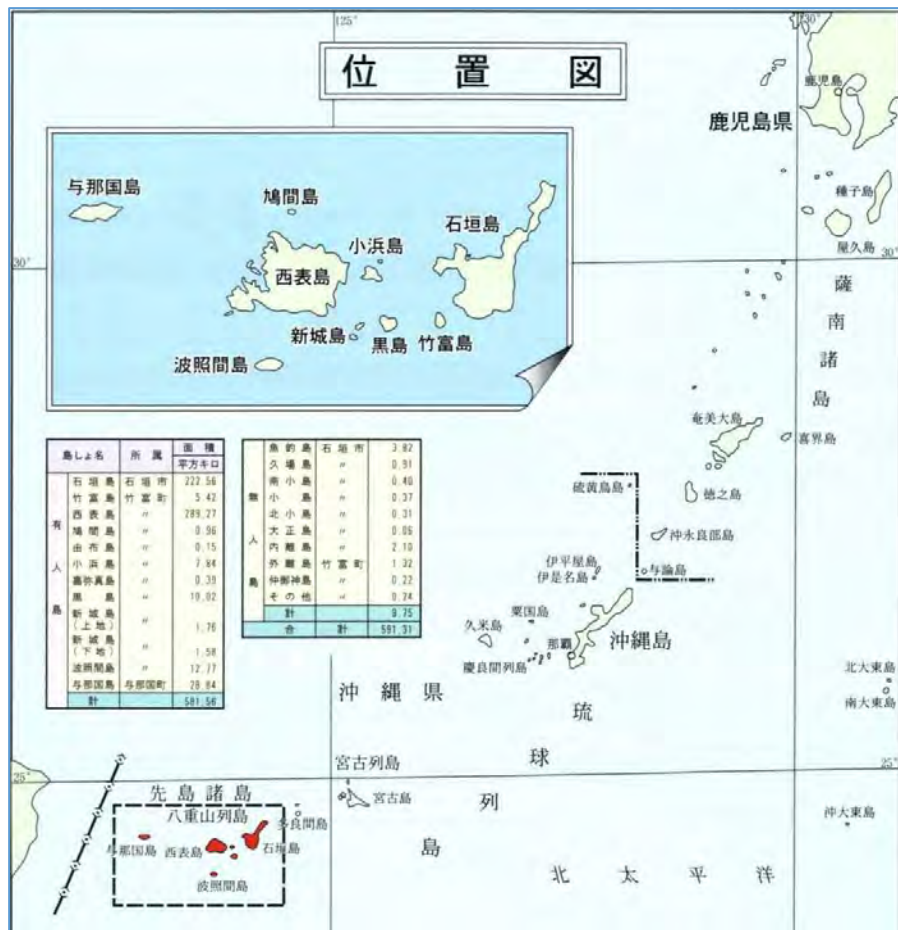 125°
130°
位置図
鹿児島
鹿児島県
与那国島
鳩間島
石垣島
小浜島
西表島
新城島
黒島
竹富島
波照間島
種子島
屋久島
30°
30°
薩南諸島
奄美大島
喜界島
硫黄鳥島
徳之島
沖永良部島
与論島
伊平屋島
伊是名島
粟国島
久米島
那覇
沖縄島
慶良間列島
沖縄県
北大東島
南大東島
琉球列島
島しょ名 所属 面積
平方キロ
有人島
石垣島 石垣市 222.56
竹富島 竹富町 5.42
西表島 〃 289.27
鳩間島 〃 0.96
由布島 〃 0.15
小浜島 〃 7.84
嘉弥真島 〃 0.39
黒島 〃 10.02
新城島
(上地) 〃 1.76
新城島
(下地) 〃 1.58
波照間島 〃 12.77
与那国島 与那国町 28.84
計 581.56
無人島
魚釣島 石垣市 3.82
久場島 〃 0.91
南小島 〃 0.40
小島 〃 0.37
北小島 〃 0.31
大正島 〃 0.06
内離島 〃 2.10
外離島 竹富町 1.32
仲御神島 〃 0.22
その他 〃 0.24
計 9.75
合計 591.31
25°
25°
宮古列島
宮古島
先島諸島
八重山列島
多良間島
与那国島
西表島
石垣島
波照間島
沖大東島
北太平洋